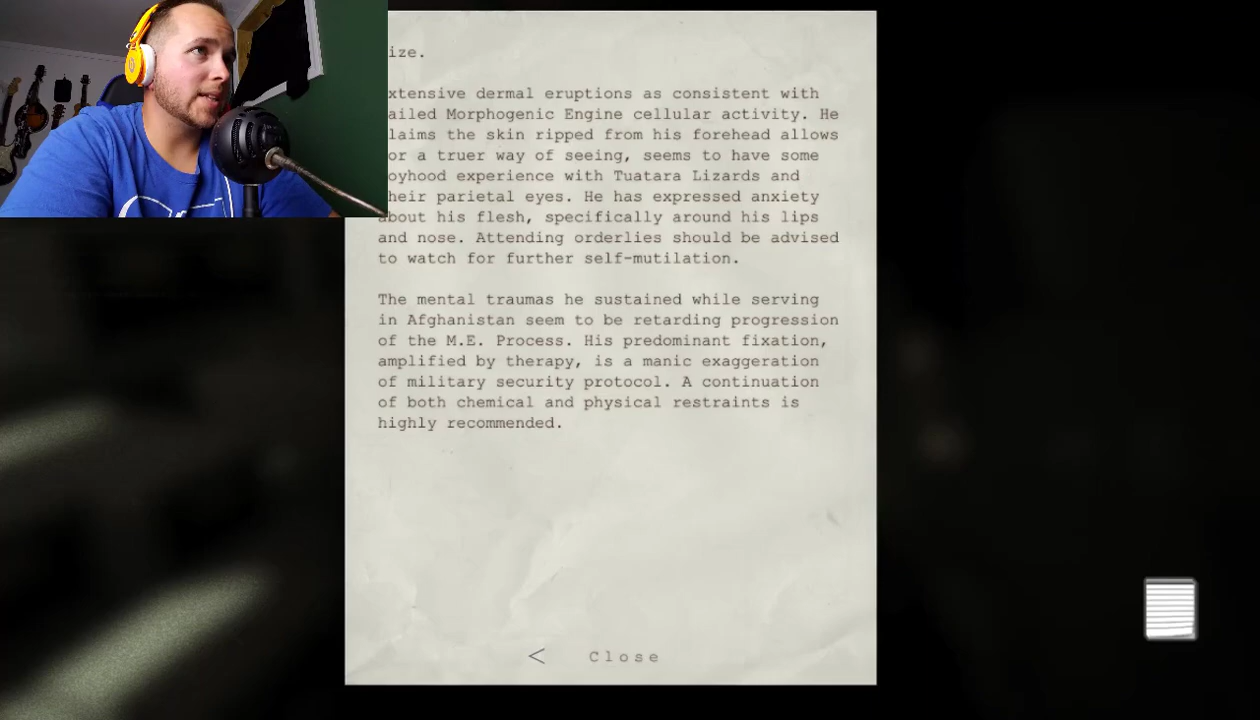 ize.
xtensive dermal eruptions as consistent with
ailed Morphogenic Engine cellular activity. He
laims the skin ripped from his forehead allows
or a truer way of seeing, seems to have some
oyhood experience with Tuatara Lizards and
heir parietal eyes. He has expressed anxiety
about his flesh, specifically around his lips
and nose. Attending orderlies should be advised
to watch for further self-mutilation.
The mental traumas he sustained while serving
in Afghanistan seem to be retarding progression
of the M.E. Process. His predominant fixation,
amplified by therapy, is a manic exaggeration
of military security protocol. A continuation
of both chemical and physical restraints is
highly recommended.
< Close